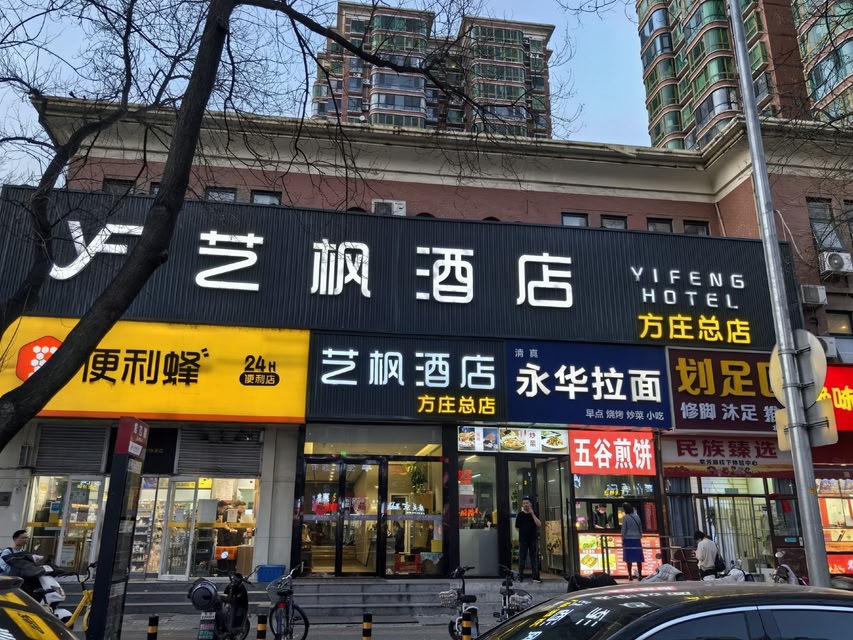 艺枫酒店
YIFENG
HOTEL
方庄总店
便利蜂
24H
便利店
艺枫酒店
方庄总店
清真
永华拉面
早点 烧烤 炒菜 小吃
划足
修脚 沐足
味
五谷煎饼
民族臻选